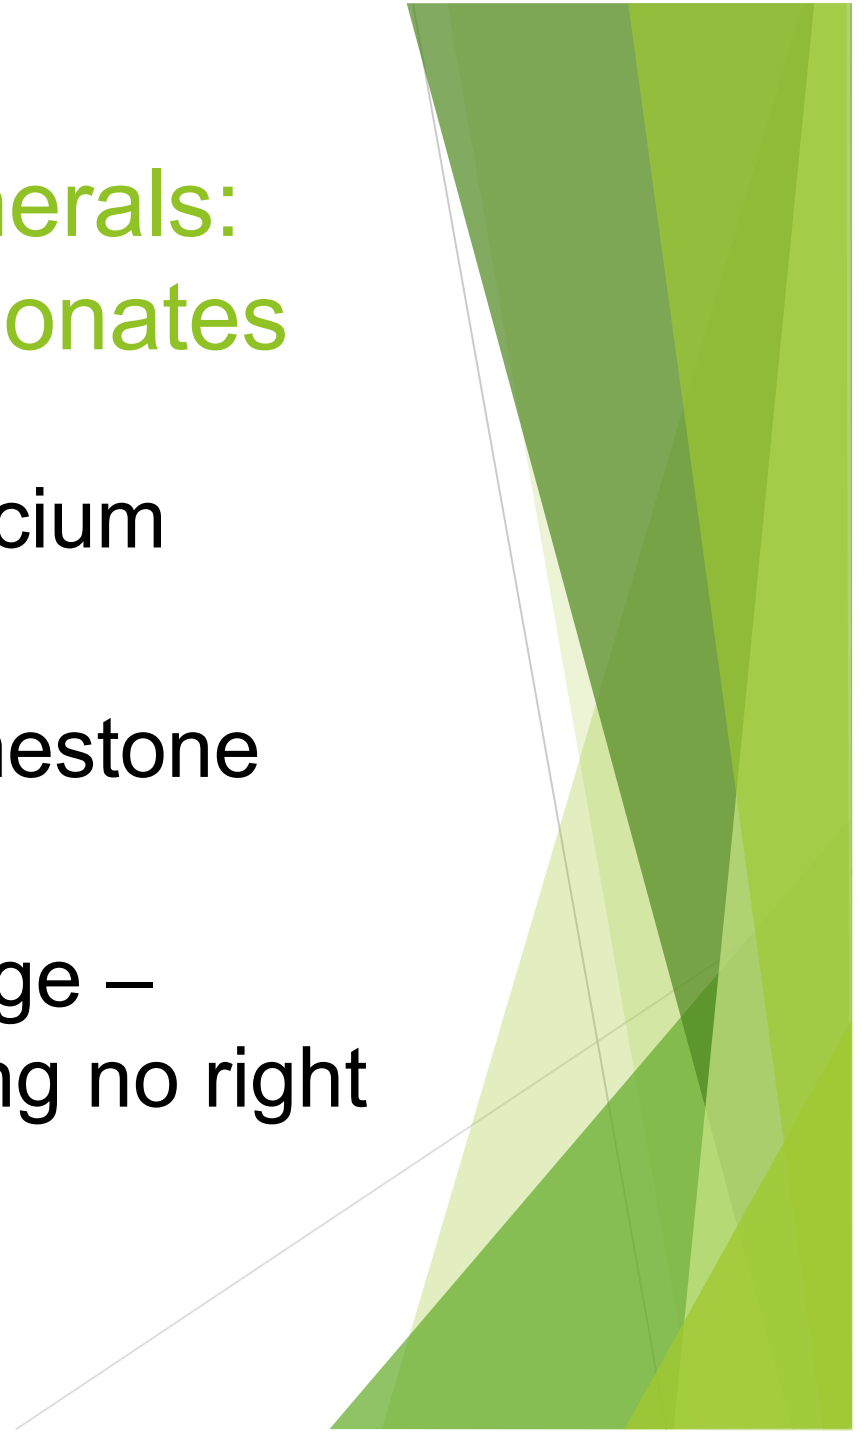 nerals:
onates
cium
nestone
ge –
ng no right